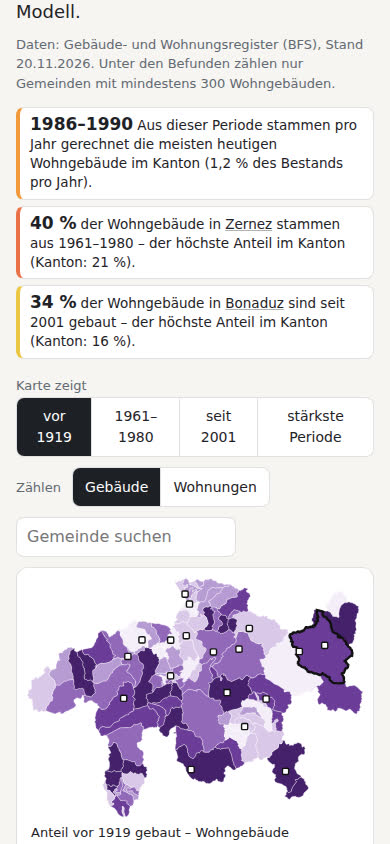 Modell.
Daten: Gebäude- und Wohnungsregister (BFS), Stand
20.11.2026. Unter den Befunden zählen nur
Gemeinden mit mindestens 300 Wohngebäuden.
1986–1990 Aus dieser Periode stammen pro
Jahr gerechnet die meisten heutigen
Wohngebäude im Kanton (1,2 % des Bestands
pro Jahr).
40 % der Wohngebäude in Zernez stammen
aus 1961–1980 – der höchste Anteil im Kanton
(Kanton: 21 %).
34 % der Wohngebäude in Bonaduz sind seit
2001 gebaut – der höchste Anteil im Kanton
(Kanton: 16 %).
Karte zeigt
vor
1919
1961–
1980
seit
2001
stärkste
Periode
Zählen
Gebäude
Wohnungen
Gemeinde suchen
Anteil vor 1919 gebaut – Wohngebäude